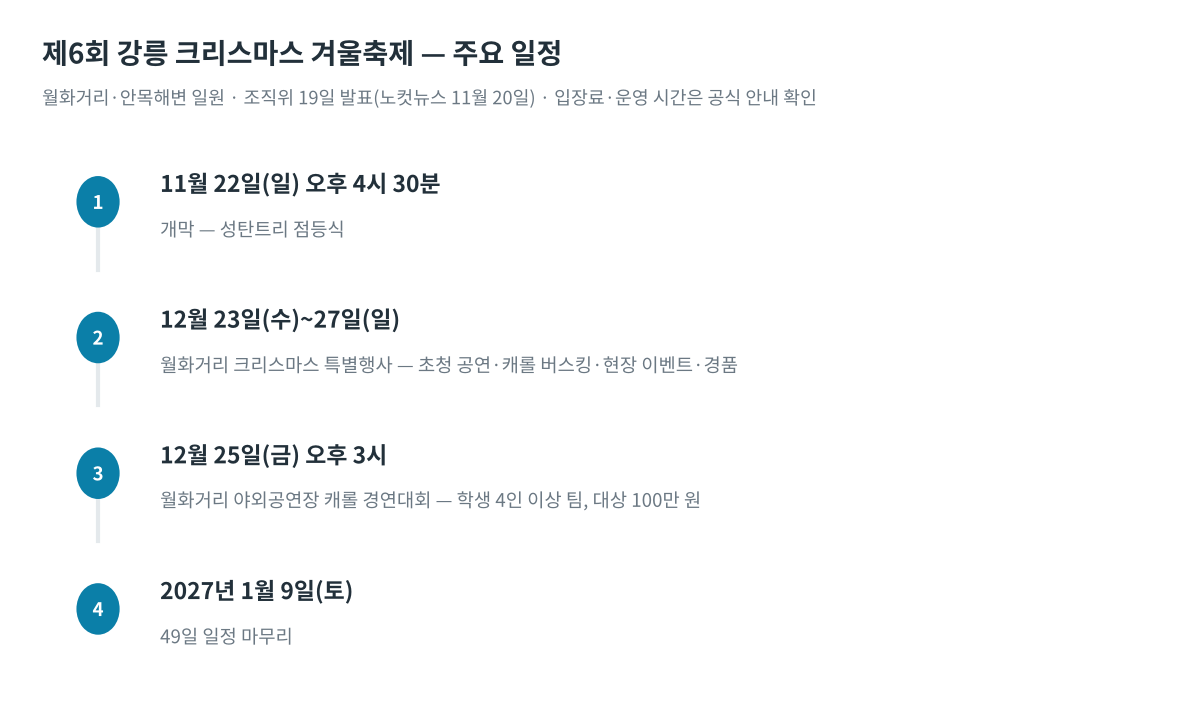 제6회 강릉 크리스마스 겨울축제 — 주요 일정
월화거리·안목해변 일원 · 조직위 19일 발표(노컷뉴스 11월 20일) · 입장료·운영 시간은 공식 안내 확인
1
11월 22일(일) 오후 4시 30분
개막 — 성탄트리 점등식
2
12월 23일(수)~27일(일)
월화거리 크리스마스 특별행사 — 초청 공연·캐롤 버스킹·현장 이벤트·경품
3
12월 25일(금) 오후 3시
월화거리 야외공연장 캐롤 경연대회 — 학생 4인 이상 팀, 대상 100만 원
4
2027년 1월 9일(토)
49일 일정 마무리